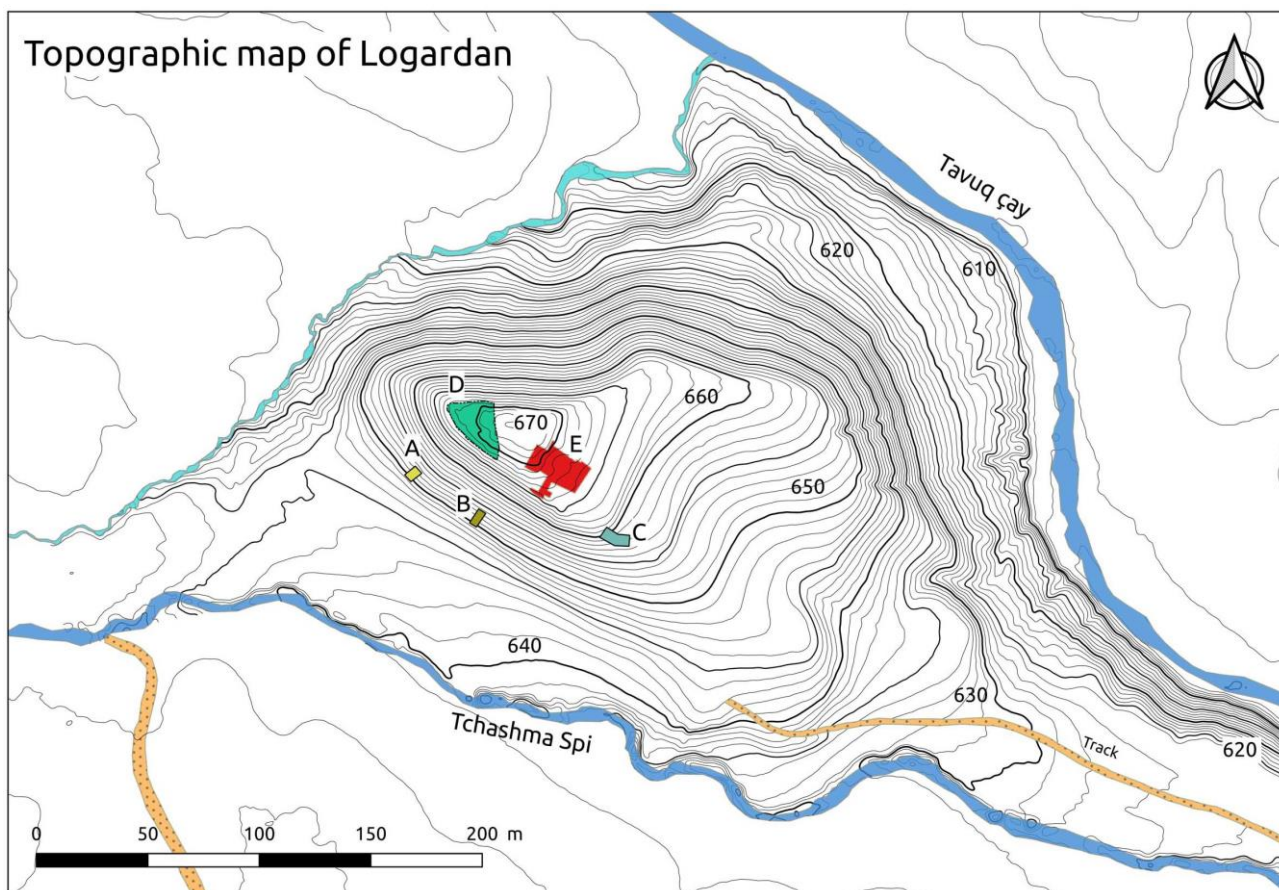 Topographic map of Logardan
Tavuq çay
620
610
D
660
670
E
A
650
B
C
640
630
Tchashma Spi
Track
620
0 50 100 150 200 m